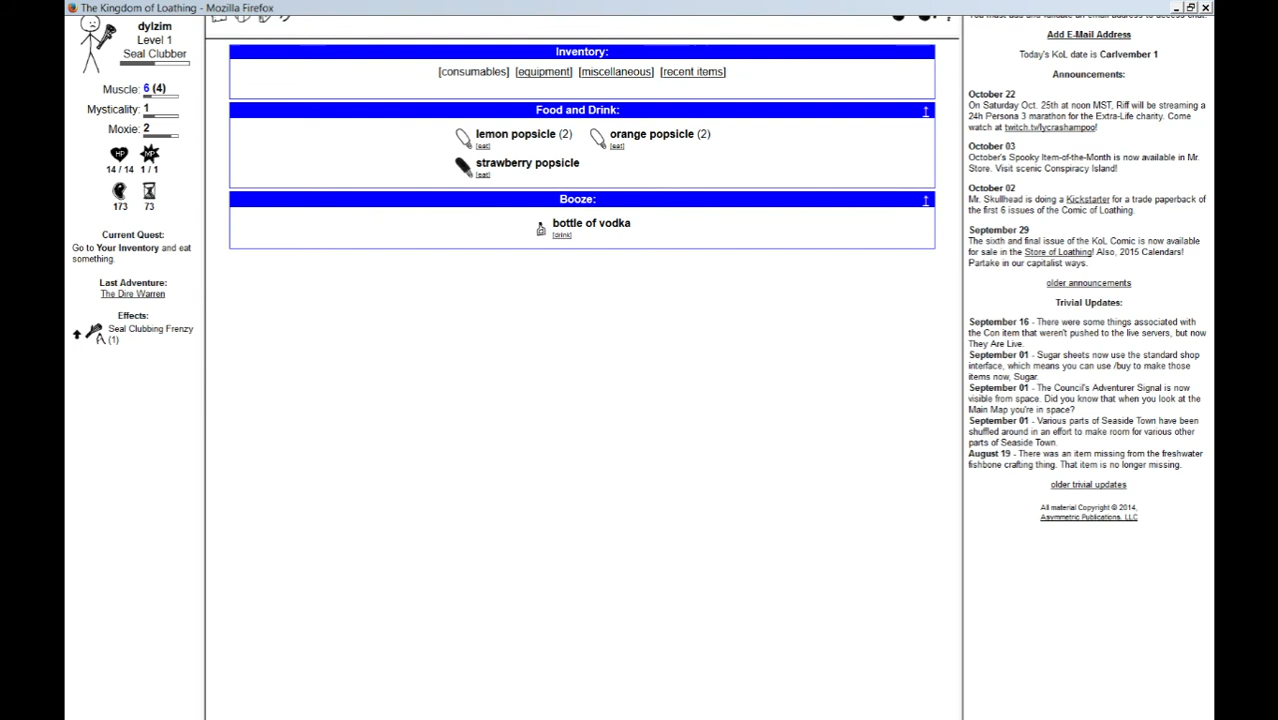 The Kingdom of Loathing - Mozilla Firefox
dylzim
Level 1
Seal Clubber
Muscle: 6 (4)
Mysticality: 1
Moxie: 2
HP MP
14 / 14 1 / 1
173 73
Current Quest:
Go to Your Inventory and eat
something.
Last Adventure:
The Dire Warren
Effects:
Seal Clubbing Frenzy
(1)
Inventory:
[consumables] [equipment] [miscellaneous] [recent items]
Food and Drink: ↑
lemon popsicle (2) orange popsicle (2)
[eat] [eat]
strawberry popsicle
[eat]
Booze: ↑
bottle of vodka
[drink]
You must add and validate an email address to access chat.
Add E-Mail Address
Today's KoL date is Carlvember 1
Announcements:
October 22
On Saturday Oct. 25th at noon MST, Riff will be streaming a
24h Persona 3 marathon for the Extra-Life charity. Come
watch at twitch.tv/lycrashampoo!
October 03
October's Spooky Item-of-the-Month is now available in Mr.
Store. Visit scenic Conspiracy Island!
October 02
Mr. Skullhead is doing a Kickstarter for a trade paperback of
the first 6 issues of the Comic of Loathing.
September 29
The sixth and final issue of the KoL Comic is now available
for sale in the Store of Loathing! Also, 2015 Calendars!
Partake in our capitalist ways.
older announcements
Trivial Updates:
September 16 - There were some things associated with
the Con item that weren't pushed to the live servers, but now
They Are Live.
September 01 - Sugar sheets now use the standard shop
interface, which means you can use /buy to make those
items now, Sugar.
September 01 - The Council's Adventurer Signal is now
visible from space. Did you know that when you look at the
Main Map you're in space?
September 01 - Various parts of Seaside Town have been
shuffled around in an effort to make room for various other
parts of Seaside Town.
August 19 - There was an item missing from the freshwater
fishbone crafting thing. That item is no longer missing.
older trivial updates
All material Copyright © 2014,
Asymmetric Publications, LLC